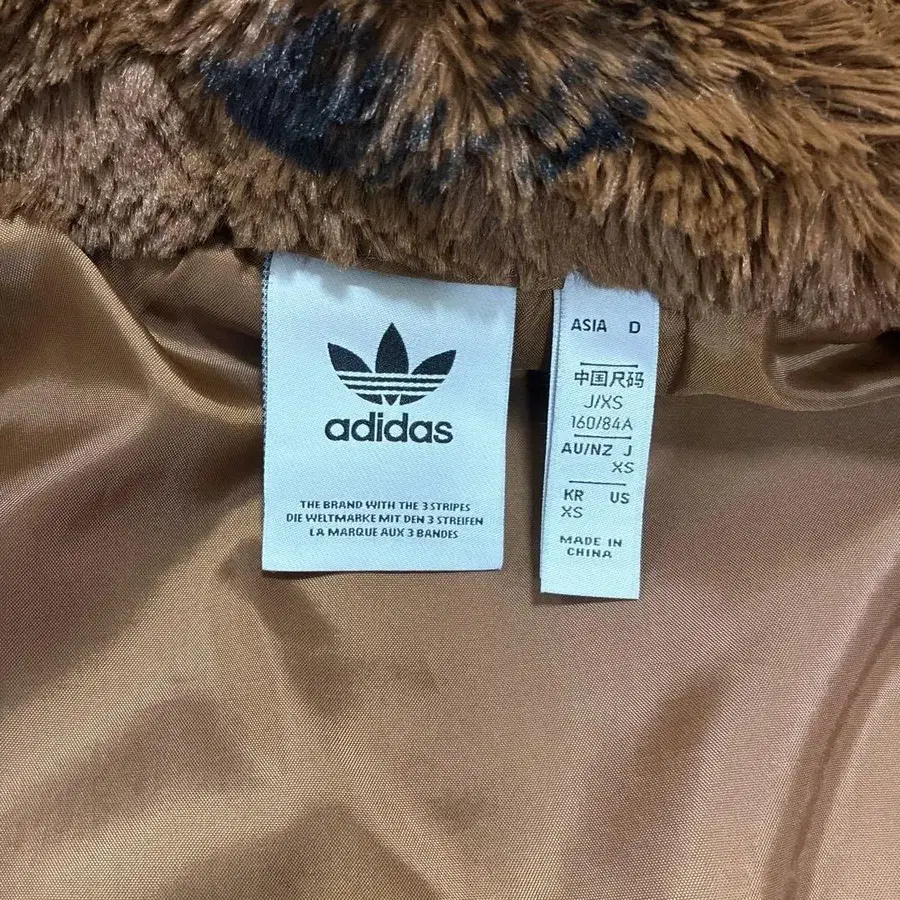 adidas
THE BRAND WITH THE 3 STRIPES
DIE WELTMARKE MIT DEN 3 STREIFEN
LA MARQUE AUX 3 BANDES
ASIA D
中国尺码
J/XS
160/84A
AU/NZ J
XS
KR US
XS
MADE IN
CHINA